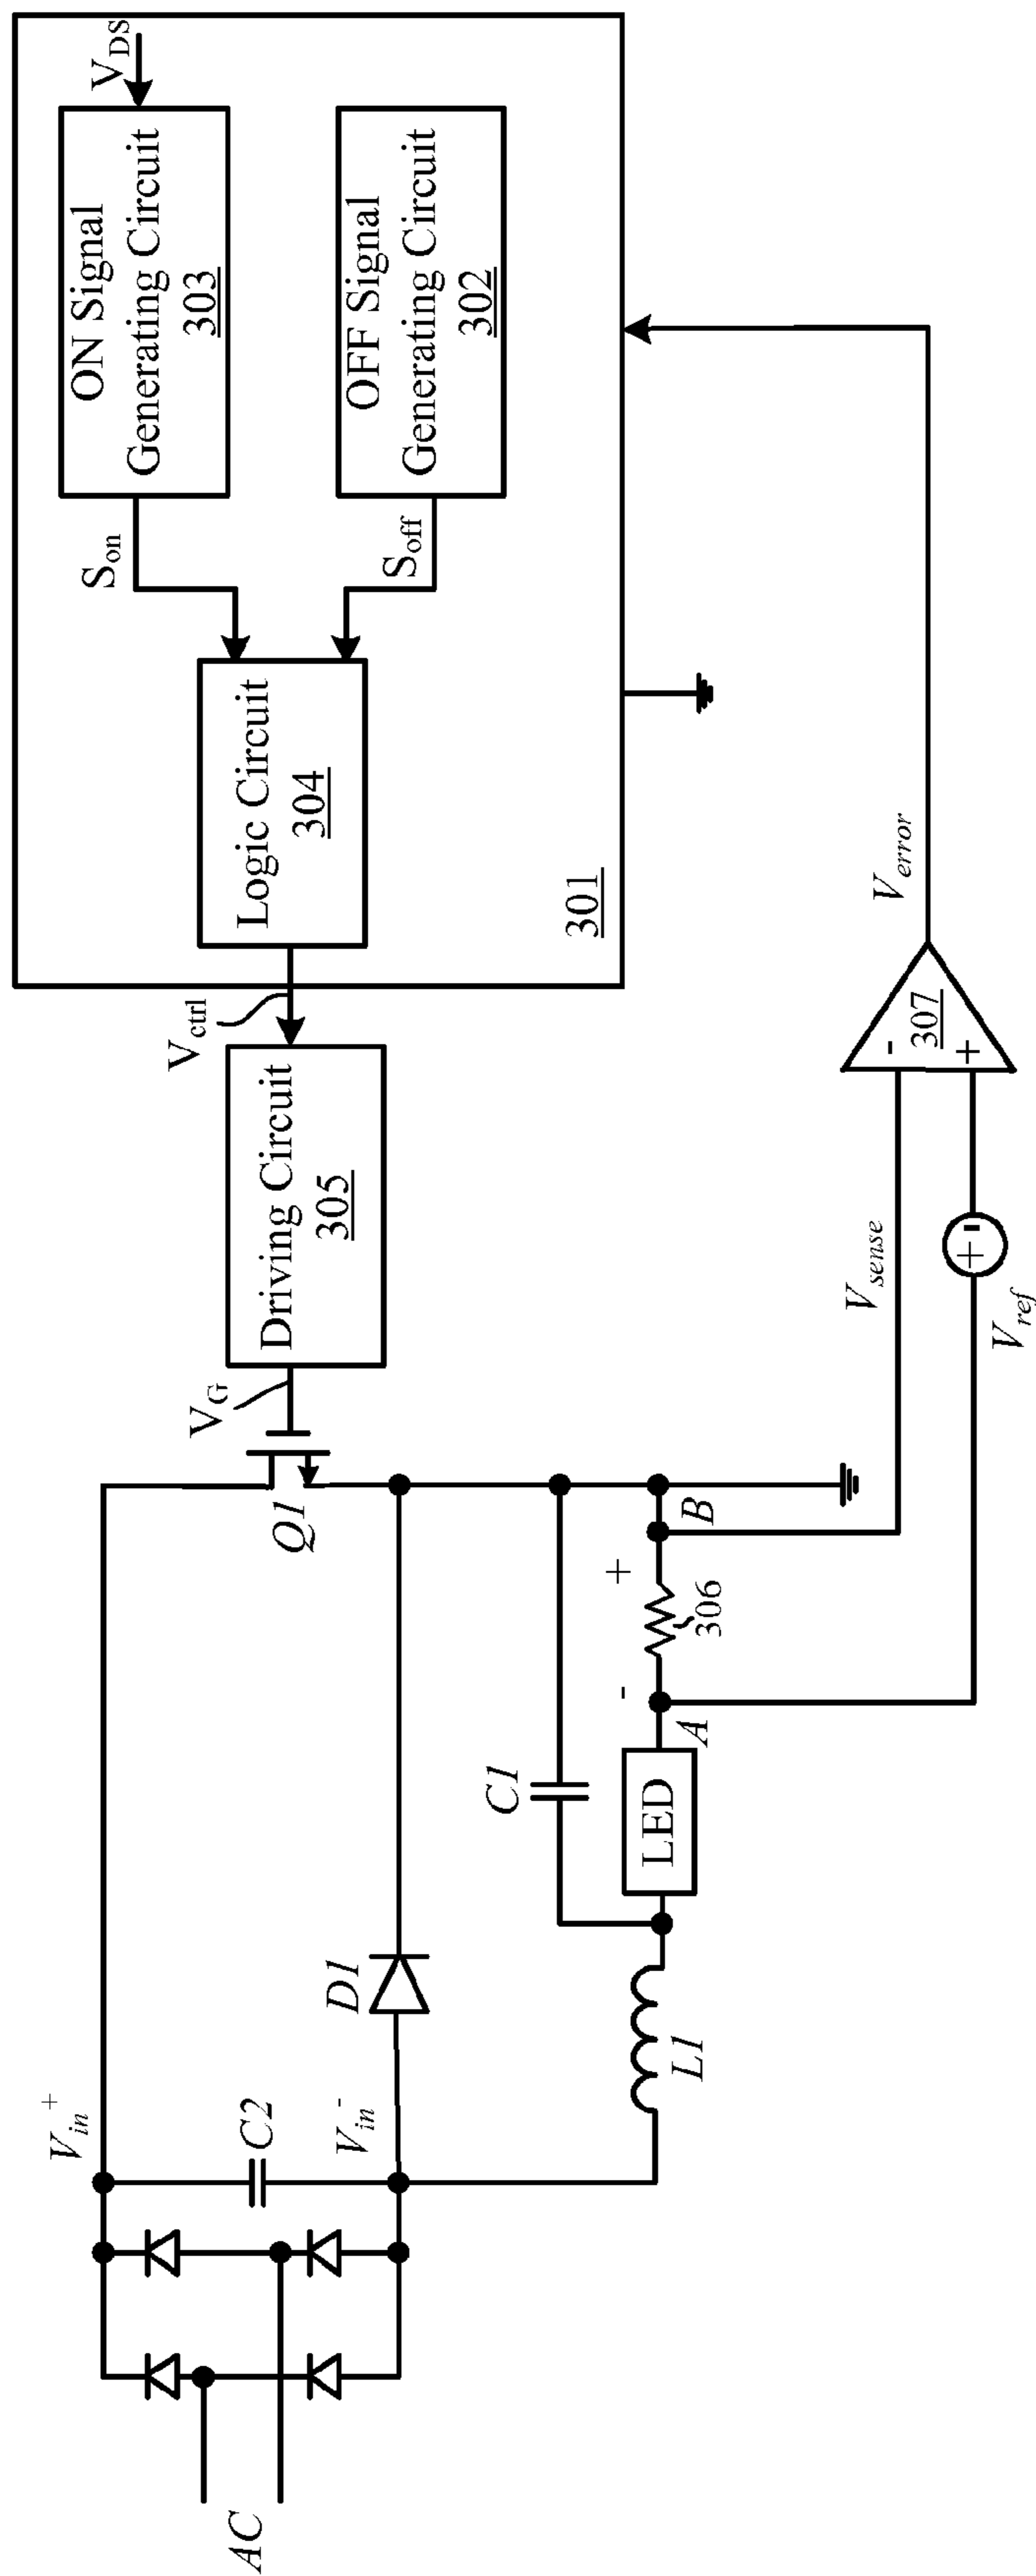 AC
V_in^+
C2
V_in^-
D1
L1
C1
LED
A
-
306
+
B
Q1
V_G
Driving Circuit
305
V_ctrl
Logic Circuit
304
301
S_on
S_off
ON Signal
Generating Circuit
303
OFF Signal
Generating Circuit
302
V_DS
V_ref
+ -
V_sense
-
+
307
V_error